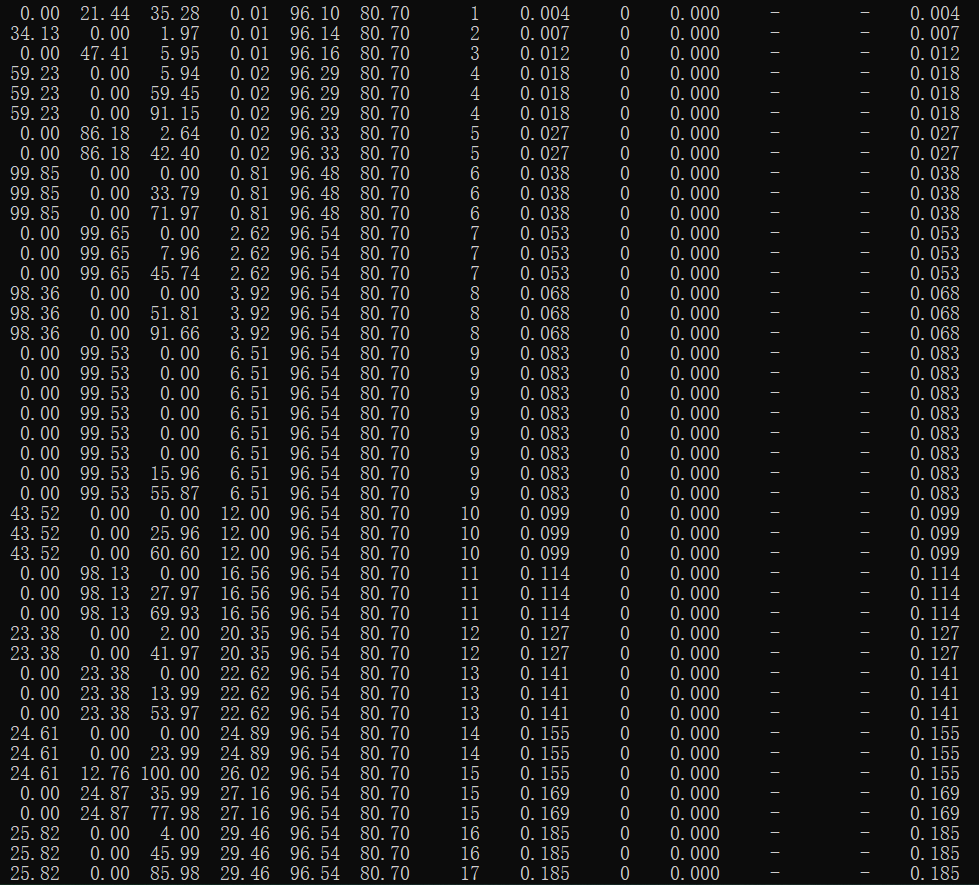 0.00 21.44 35.28 0.01 96.10 80.70 1 0.004 0 0.000 - - 0.004
34.13 0.00 1.97 0.01 96.14 80.70 2 0.007 0 0.000 - - 0.007
0.00 47.41 5.95 0.01 96.16 80.70 3 0.012 0 0.000 - - 0.012
59.23 0.00 5.94 0.02 96.29 80.70 4 0.018 0 0.000 - - 0.018
59.23 0.00 59.45 0.02 96.29 80.70 4 0.018 0 0.000 - - 0.018
59.23 0.00 91.15 0.02 96.29 80.70 4 0.018 0 0.000 - - 0.018
0.00 86.18 2.64 0.02 96.33 80.70 5 0.027 0 0.000 - - 0.027
0.00 86.18 42.40 0.02 96.33 80.70 5 0.027 0 0.000 - - 0.027
99.85 0.00 0.00 0.81 96.48 80.70 6 0.038 0 0.000 - - 0.038
99.85 0.00 33.79 0.81 96.48 80.70 6 0.038 0 0.000 - - 0.038
99.85 0.00 71.97 0.81 96.48 80.70 6 0.038 0 0.000 - - 0.038
0.00 99.65 0.00 2.62 96.54 80.70 7 0.053 0 0.000 - - 0.053
0.00 99.65 7.96 2.62 96.54 80.70 7 0.053 0 0.000 - - 0.053
0.00 99.65 45.74 2.62 96.54 80.70 7 0.053 0 0.000 - - 0.053
98.36 0.00 0.00 3.92 96.54 80.70 8 0.068 0 0.000 - - 0.068
98.36 0.00 51.81 3.92 96.54 80.70 8 0.068 0 0.000 - - 0.068
98.36 0.00 91.66 3.92 96.54 80.70 8 0.068 0 0.000 - - 0.068
0.00 99.53 0.00 6.51 96.54 80.70 9 0.083 0 0.000 - - 0.083
0.00 99.53 0.00 6.51 96.54 80.70 9 0.083 0 0.000 - - 0.083
0.00 99.53 0.00 6.51 96.54 80.70 9 0.083 0 0.000 - - 0.083
0.00 99.53 0.00 6.51 96.54 80.70 9 0.083 0 0.000 - - 0.083
0.00 99.53 0.00 6.51 96.54 80.70 9 0.083 0 0.000 - - 0.083
0.00 99.53 0.00 6.51 96.54 80.70 9 0.083 0 0.000 - - 0.083
0.00 99.53 15.96 6.51 96.54 80.70 9 0.083 0 0.000 - - 0.083
0.00 99.53 55.87 6.51 96.54 80.70 9 0.083 0 0.000 - - 0.083
43.52 0.00 0.00 12.00 96.54 80.70 10 0.099 0 0.000 - - 0.099
43.52 0.00 25.96 12.00 96.54 80.70 10 0.099 0 0.000 - - 0.099
43.52 0.00 60.60 12.00 96.54 80.70 10 0.099 0 0.000 - - 0.099
0.00 98.13 0.00 16.56 96.54 80.70 11 0.114 0 0.000 - - 0.114
0.00 98.13 27.97 16.56 96.54 80.70 11 0.114 0 0.000 - - 0.114
0.00 98.13 69.93 16.56 96.54 80.70 11 0.114 0 0.000 - - 0.114
23.38 0.00 2.00 20.35 96.54 80.70 12 0.127 0 0.000 - - 0.127
23.38 0.00 41.97 20.35 96.54 80.70 12 0.127 0 0.000 - - 0.127
0.00 23.38 0.00 22.62 96.54 80.70 13 0.141 0 0.000 - - 0.141
0.00 23.38 13.99 22.62 96.54 80.70 13 0.141 0 0.000 - - 0.141
0.00 23.38 53.97 22.62 96.54 80.70 13 0.141 0 0.000 - - 0.141
24.61 0.00 0.00 24.89 96.54 80.70 14 0.155 0 0.000 - - 0.155
24.61 0.00 23.99 24.89 96.54 80.70 14 0.155 0 0.000 - - 0.155
24.61 12.76 100.00 26.02 96.54 80.70 15 0.155 0 0.000 - - 0.155
0.00 24.87 35.99 27.16 96.54 80.70 15 0.169 0 0.000 - - 0.169
0.00 24.87 77.98 27.16 96.54 80.70 15 0.169 0 0.000 - - 0.169
25.82 0.00 4.00 29.46 96.54 80.70 16 0.185 0 0.000 - - 0.185
25.82 0.00 45.99 29.46 96.54 80.70 16 0.185 0 0.000 - - 0.185
25.82 0.00 85.98 29.46 96.54 80.70 17 0.185 0 0.000 - - 0.185